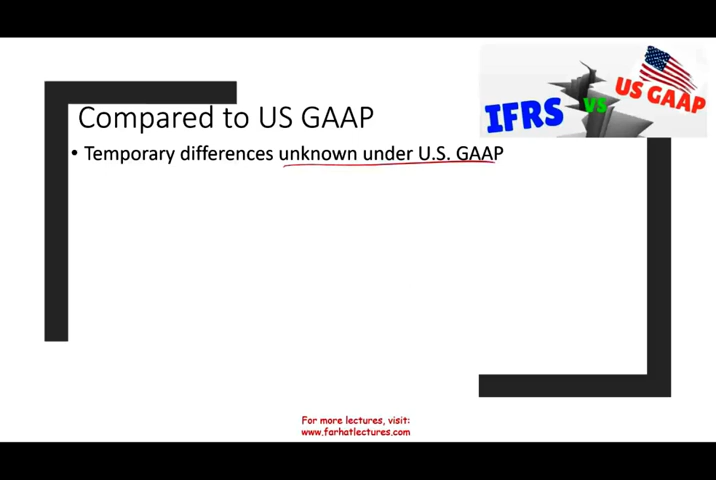 IFRS VS US GAAP
Compared to US GAAP
• Temporary differences unknown under U.S. GAAP
For more lectures, visit:
www.farhatlectures.com